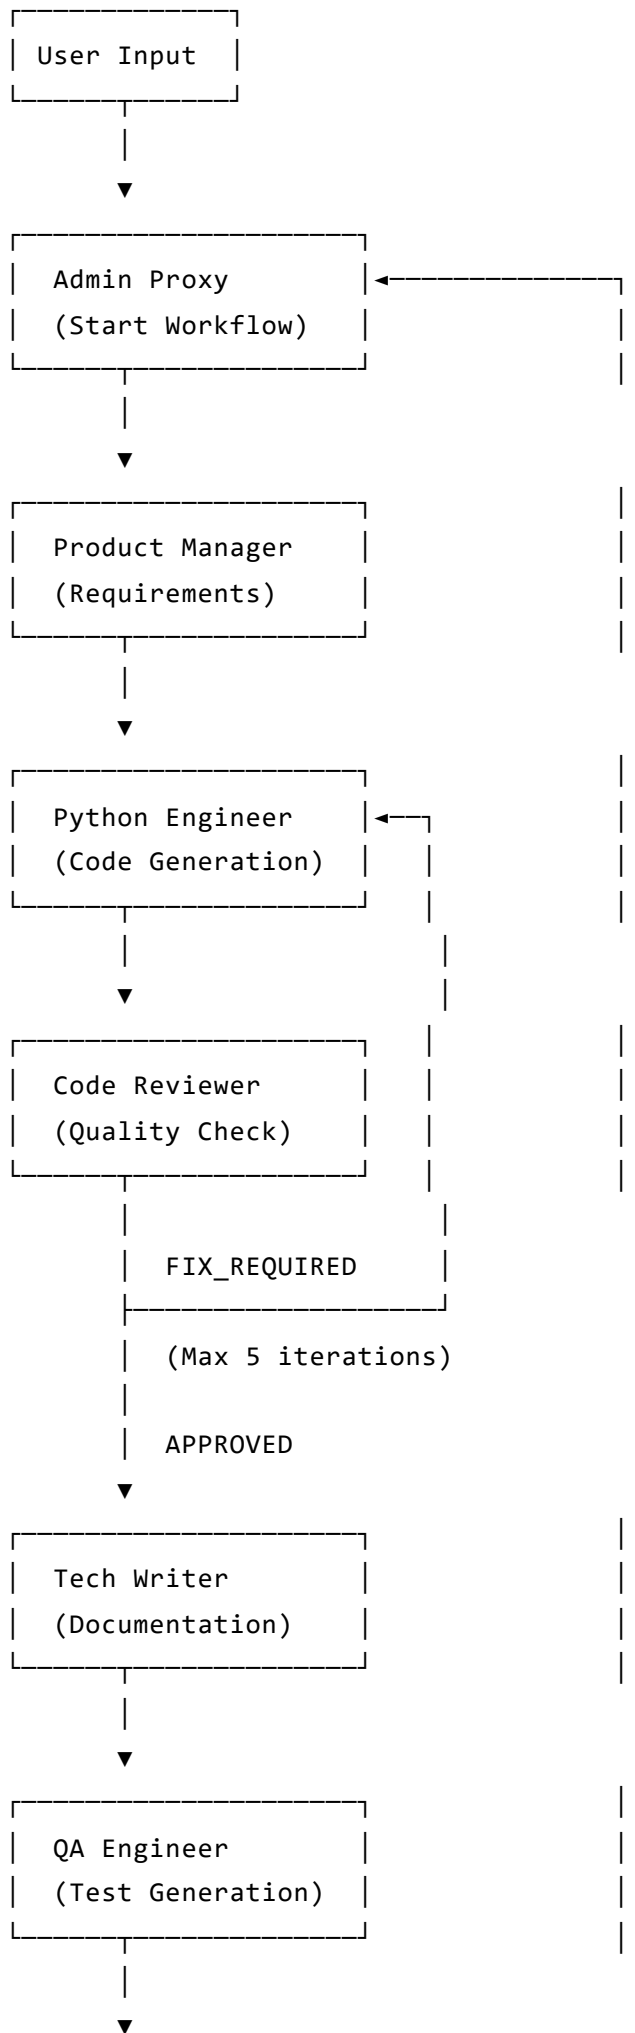 User Input
Admin Proxy
(Start Workflow)
Product Manager
(Requirements)
Python Engineer
(Code Generation)
Code Reviewer
(Quality Check)
FIX_REQUIRED
(Max 5 iterations)
APPROVED
Tech Writer
(Documentation)
QA Engineer
(Test Generation)